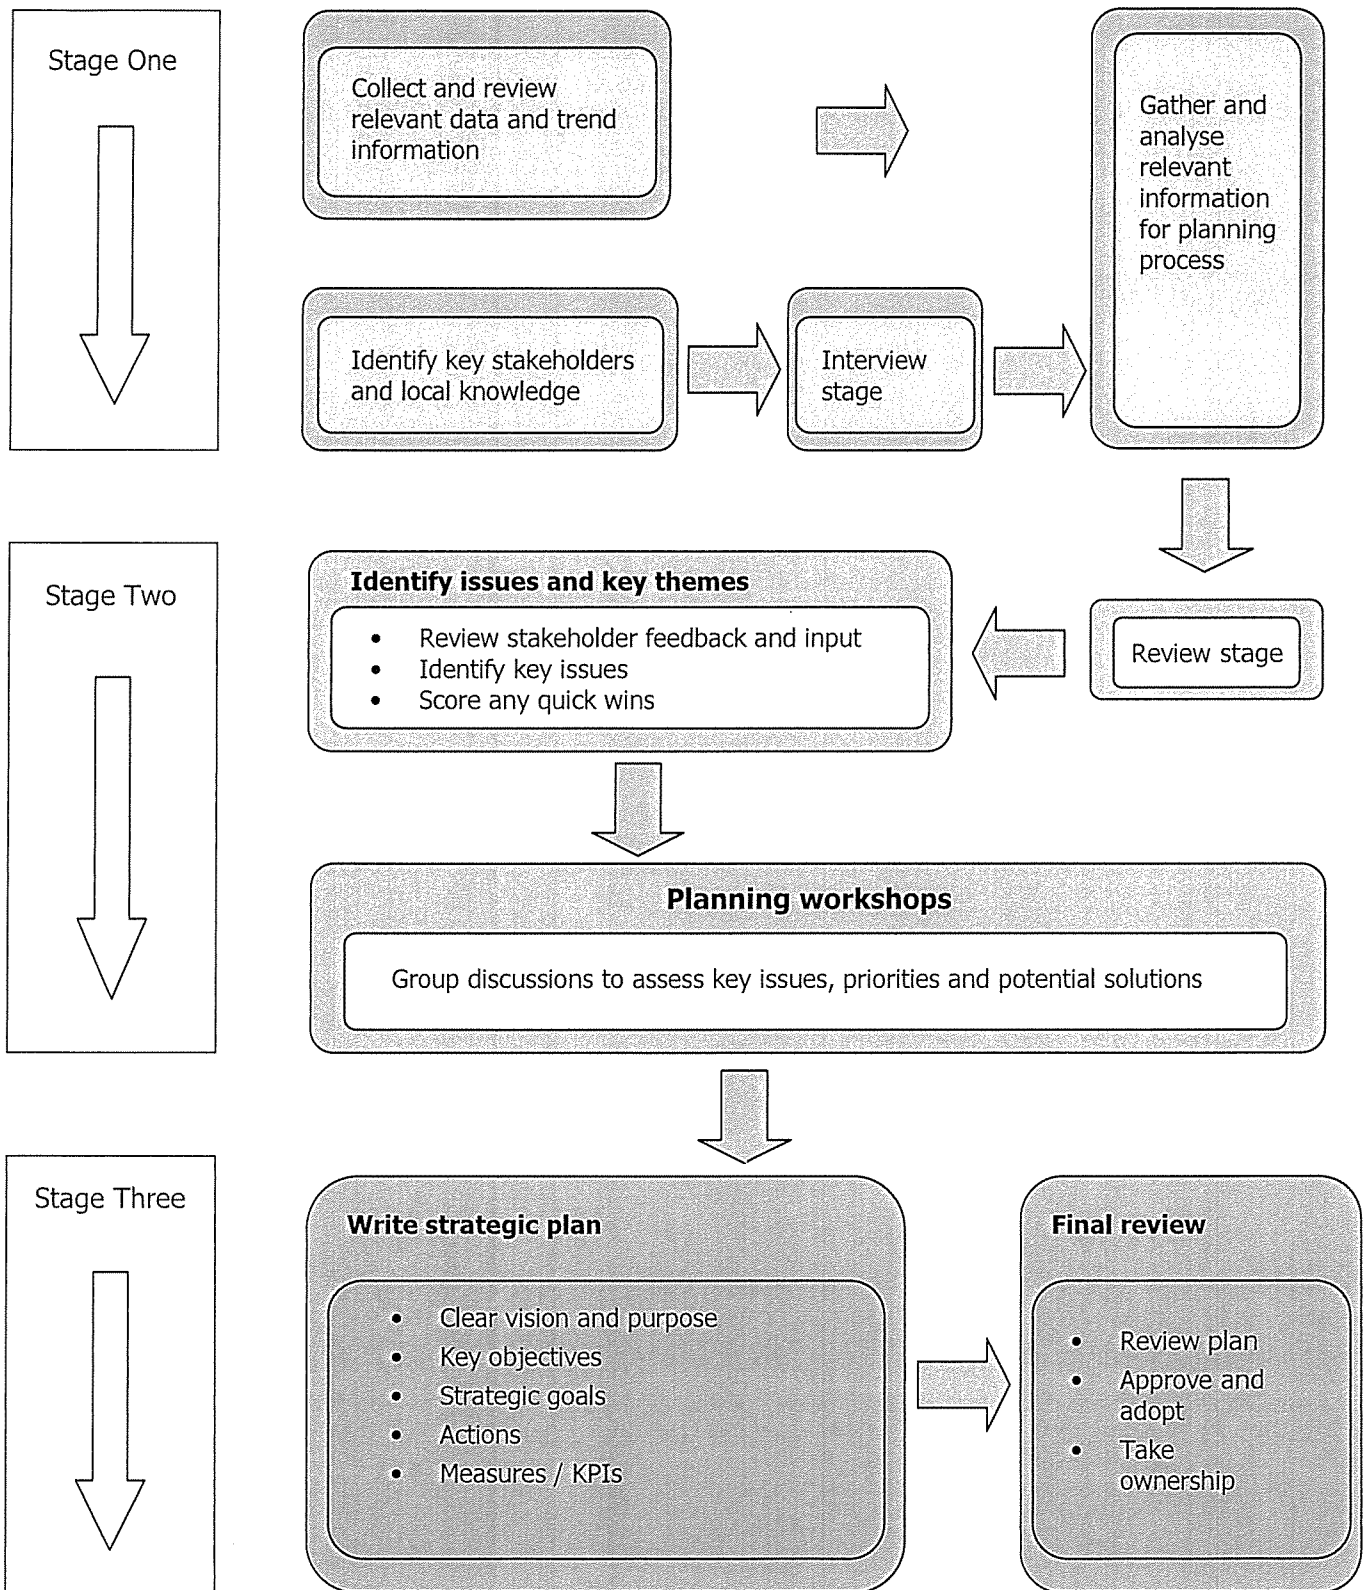 Stage One
Collect and review
relevant data and trend
information
Gather and
analyse
relevant
information
for planning
process
Identify key stakeholders
and local knowledge
Interview
stage
Stage Two
Identify issues and key themes
• Review stakeholder feedback and input
• Identify key issues
• Score any quick wins
Review stage
Planning workshops
Group discussions to assess key issues, priorities and potential solutions
Stage Three
Write strategic plan
• Clear vision and purpose
• Key objectives
• Strategic goals
• Actions
• Measures / KPIs
Final review
• Review plan
• Approve and
adopt
• Take
ownership